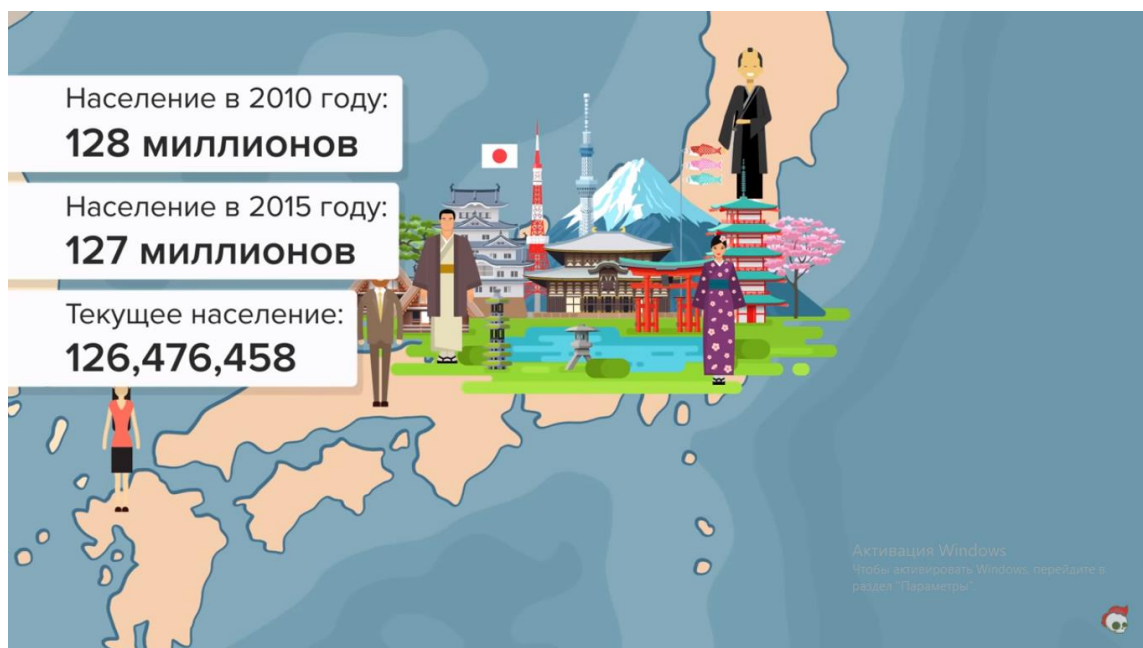 Население в 2010 году:
128 миллионов
Население в 2015 году:
127 миллионов
Текущее население:
126,476,458
Активация Windows
Чтобы активировать Windows, перейдите в
раздел "Параметры".